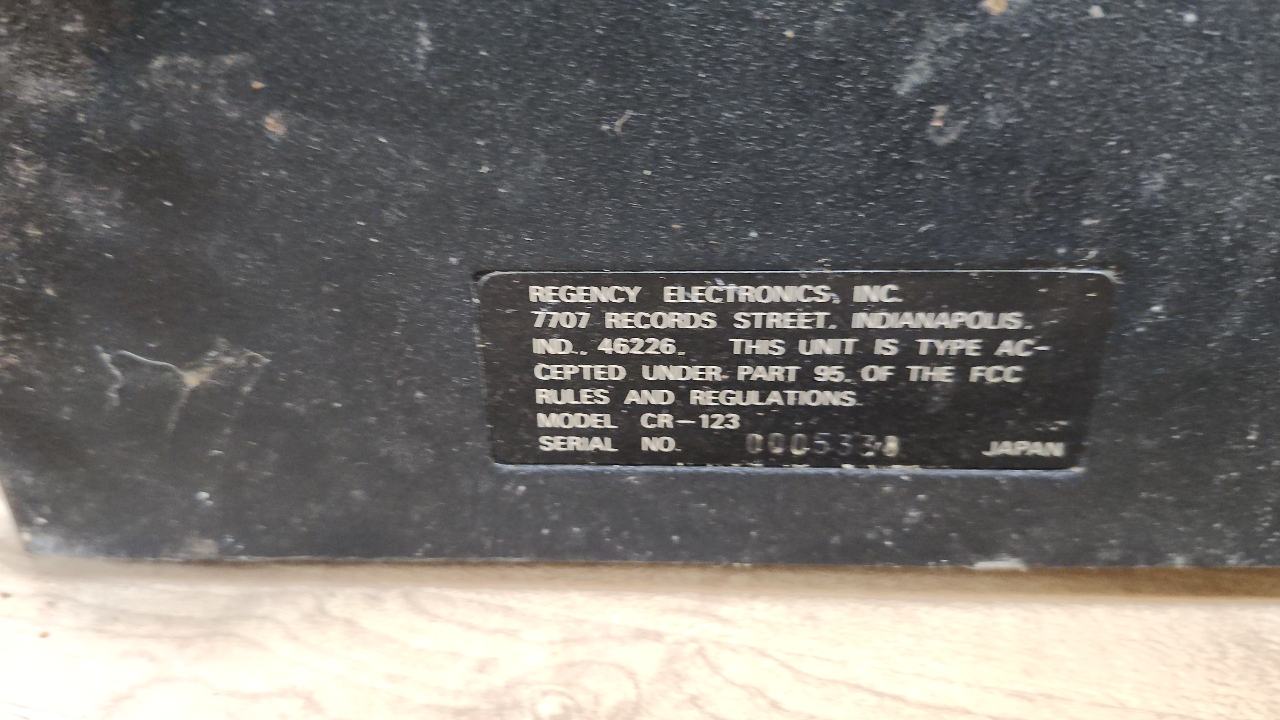 REGENCY ELECTRONICS, INC.
7707 RECORDS STREET, INDIANAPOLIS,
IND., 46226. THIS UNIT IS TYPE AC-
CEPTED UNDER PART 95 OF THE FCC
RULES AND REGULATIONS.
MODEL CR-123
SERIAL NO.
JAPAN